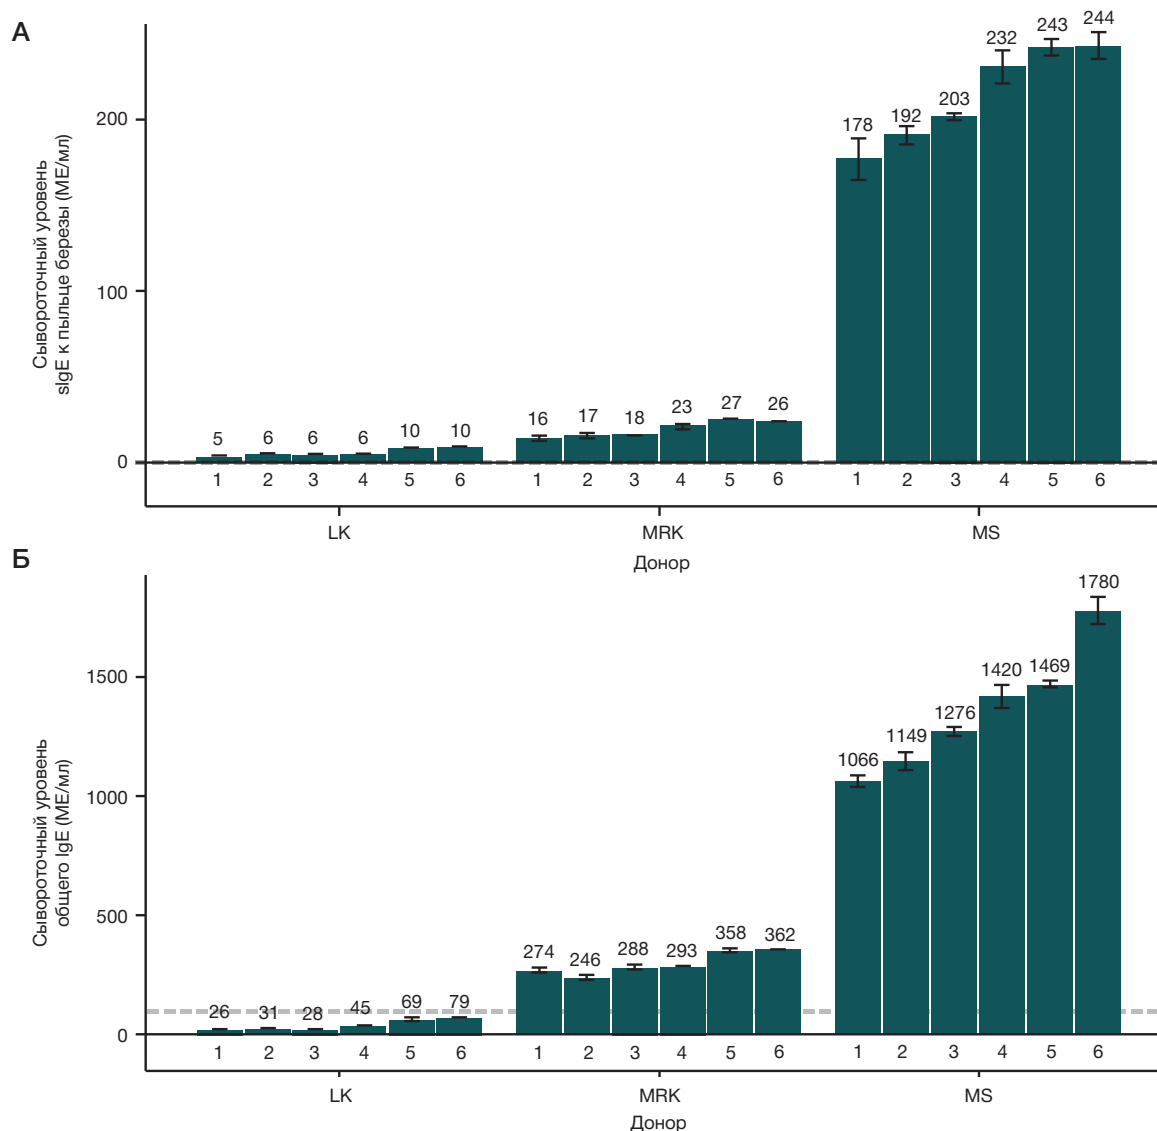 А
Сывороточный уровень
sIgE к пыльце березы (МЕ/мл)
200
100
0
5 6 6 6 10 10 16 17 18 23 27 26 178 192 203 232 243 244
1 2 3 4 5 6 1 2 3 4 5 6 1 2 3 4 5 6
LK MRK MS
Донор
Б
Сывороточный уровень
общего IgE (МЕ/мл)
1500
1000
500
0
26 31 28 45 69 79 274 246 288 293 358 362 1066 1149 1276 1420 1469 1780
1 2 3 4 5 6 1 2 3 4 5 6 1 2 3 4 5 6
LK MRK MS
Донор